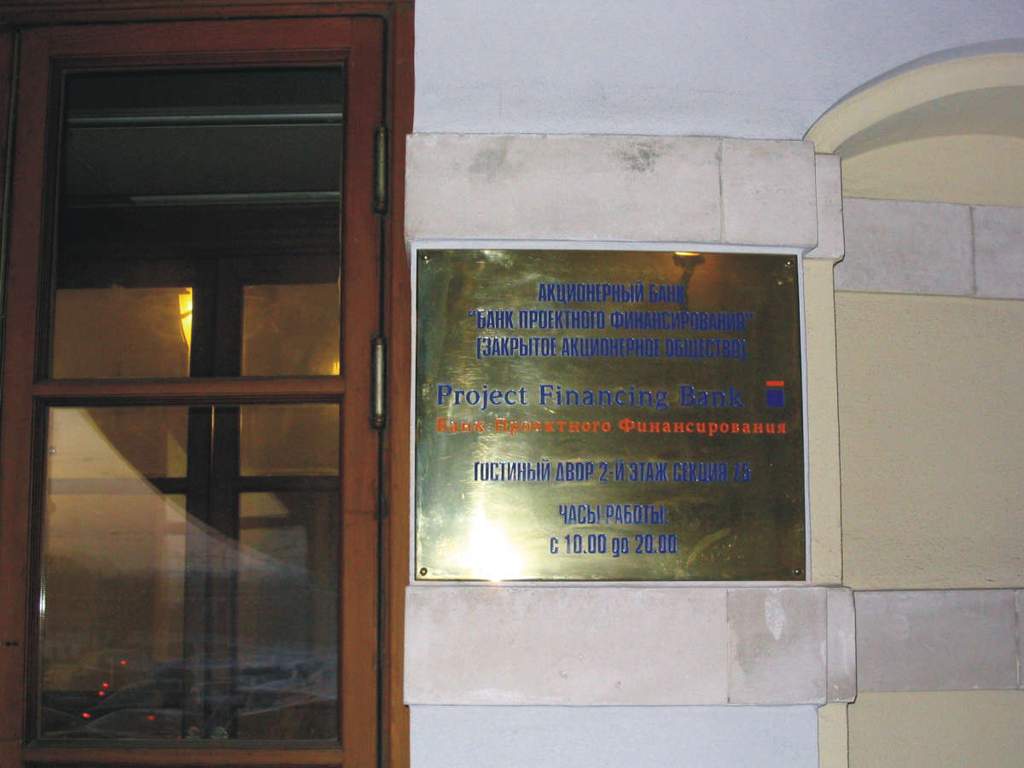 АКЦИОНЕРНЫЙ БАНК
"БАНК ПРОЕКТНОГО ФИНАНСИРОВАНИЯ"
(ЗАКРЫТОЕ АКЦИОНЕРНОЕ ОБЩЕСТВО)
Project Financing Bank
Банк Проектного Финансирования
ГОСТИНЫЙ ДВОР 2-Й ЭТАЖ СЕКЦИЯ
ЧАСЫ РАБОТЫ:
с 10.00 до 20.00